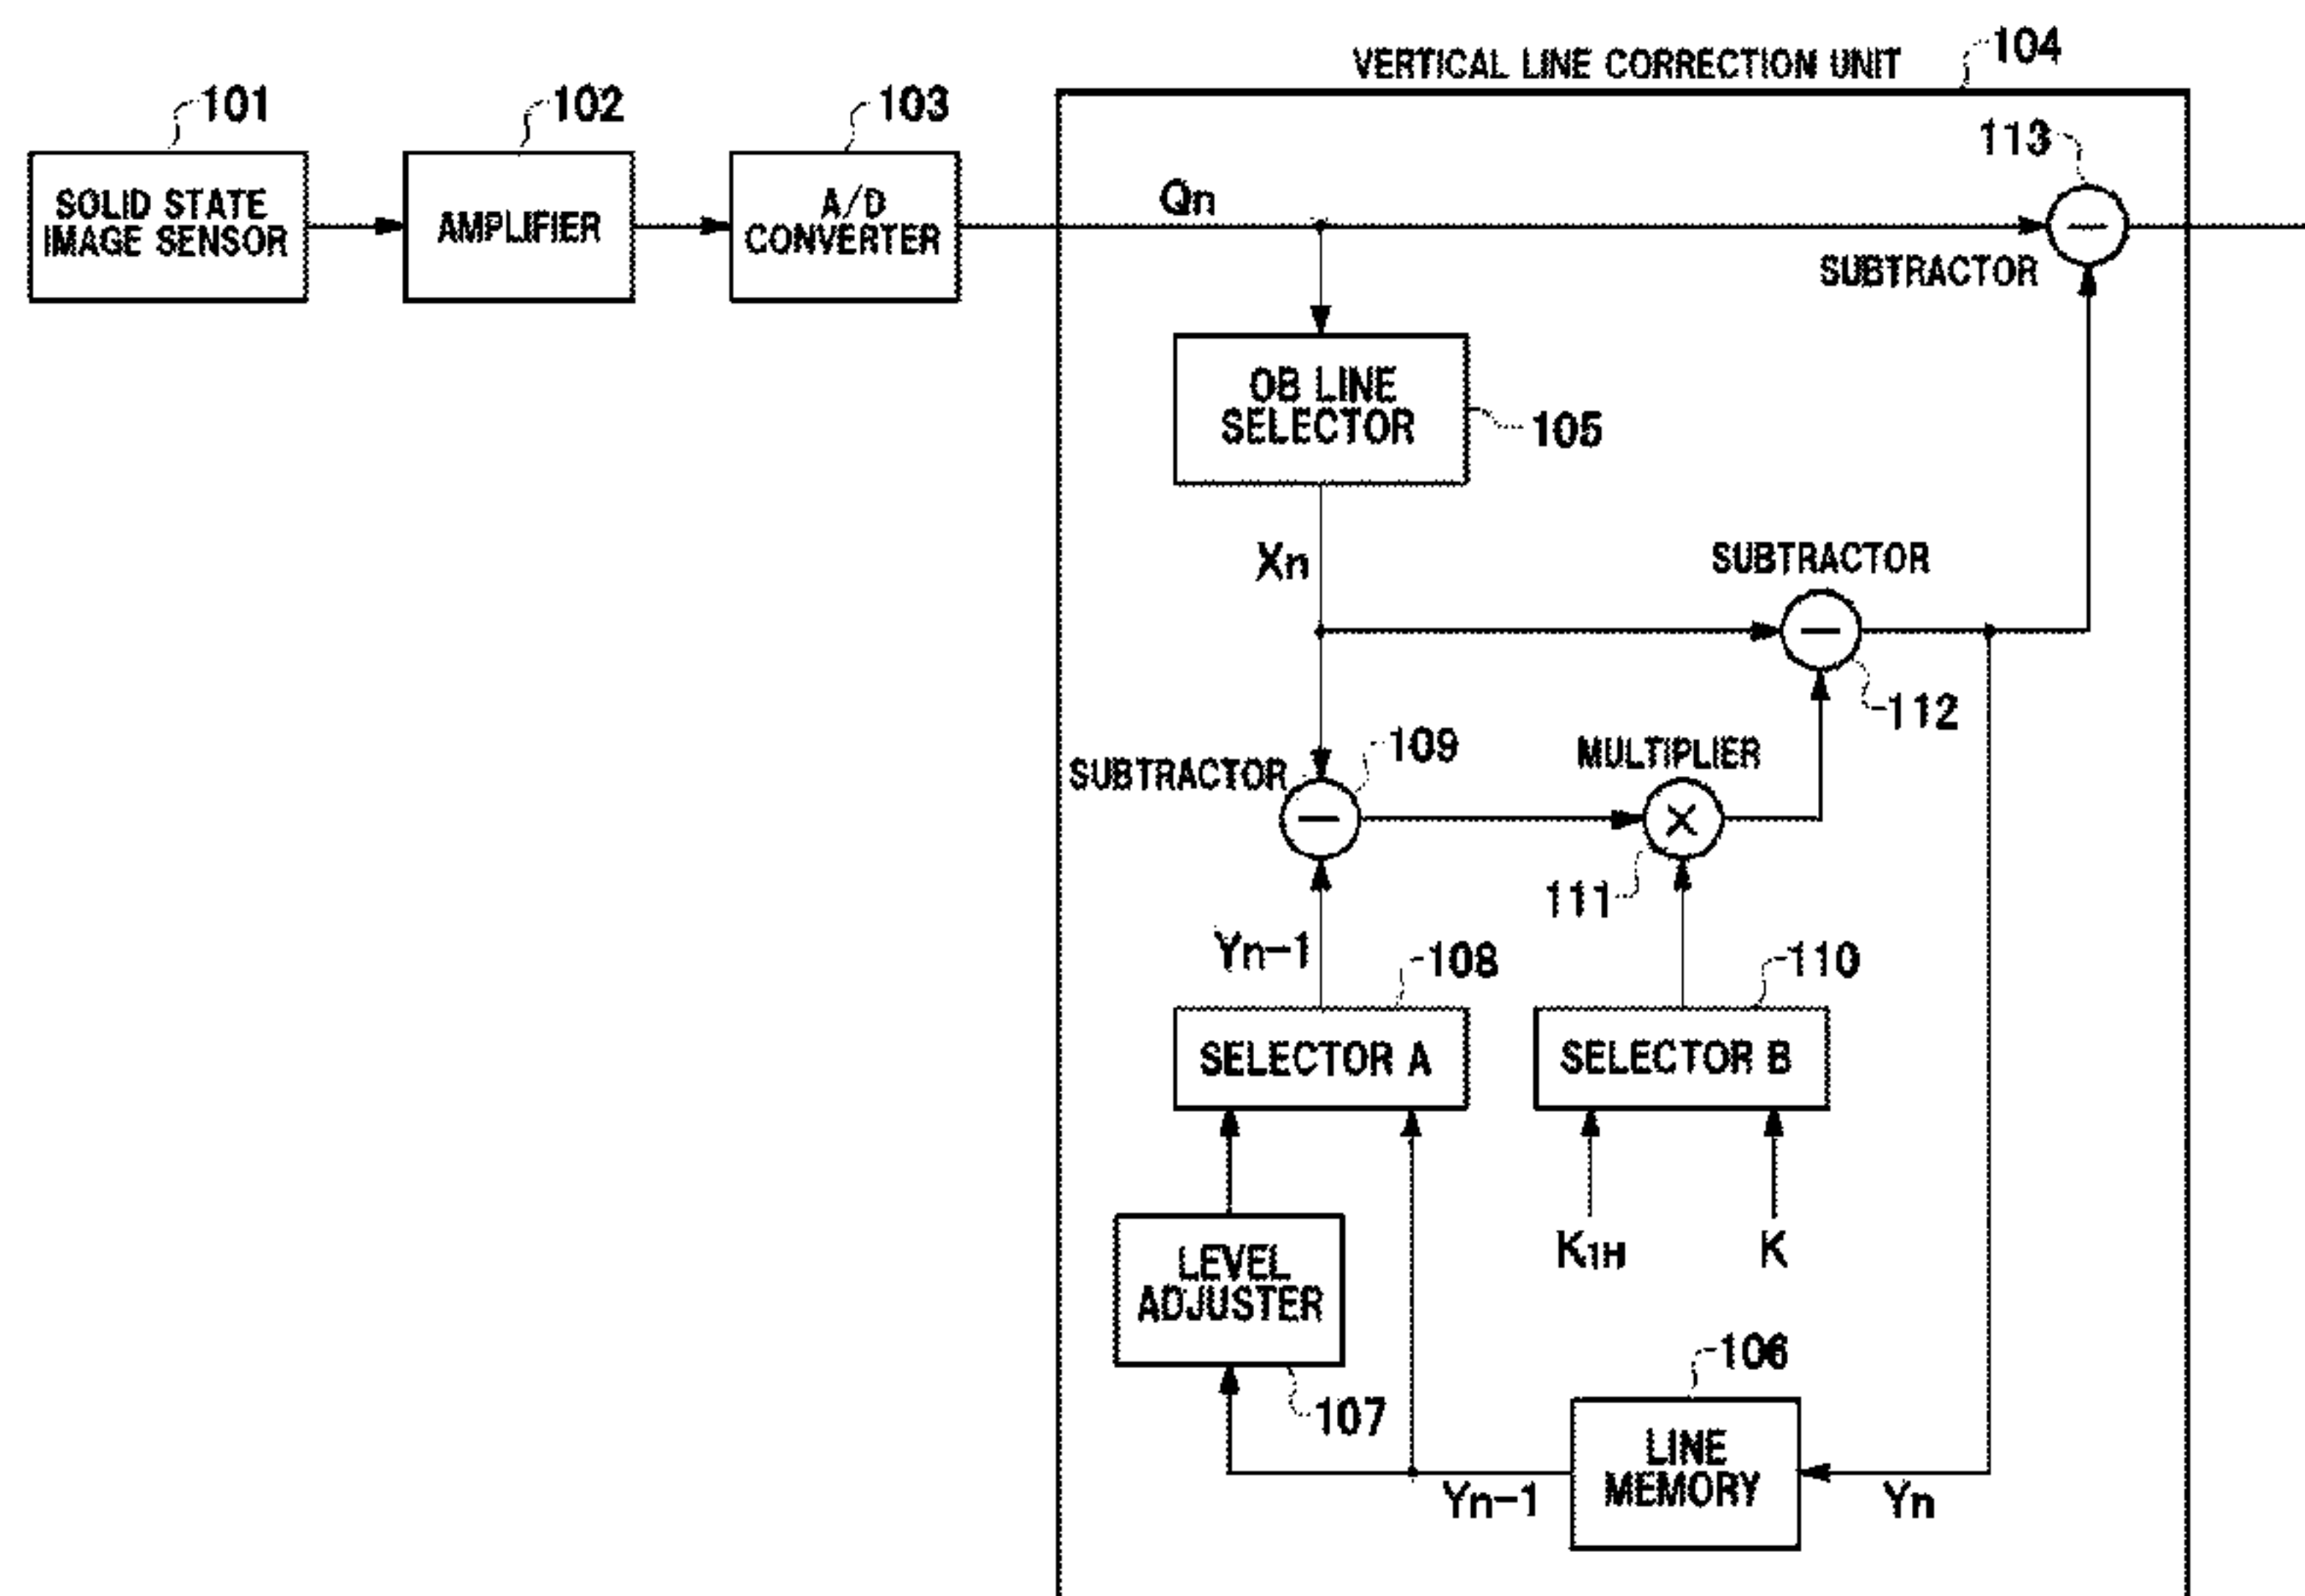 VERTICAL LINE CORRECTION UNIT
104
101
102
103
113
SOLID STATE
IMAGE SENSOR
AMPLIFIER
A/D
CONVERTER
Qn
SUBTRACTOR
OB LINE
SELECTOR
105
Xn
SUBTRACTOR
112
109
SUBTRACTOR
MULTIPLIER
111
Yn-1
108
110
SELECTOR A
SELECTOR B
K1H
K
LEVEL
ADJUSTER
107
106
LINE
MEMORY
Yn-1
Yn